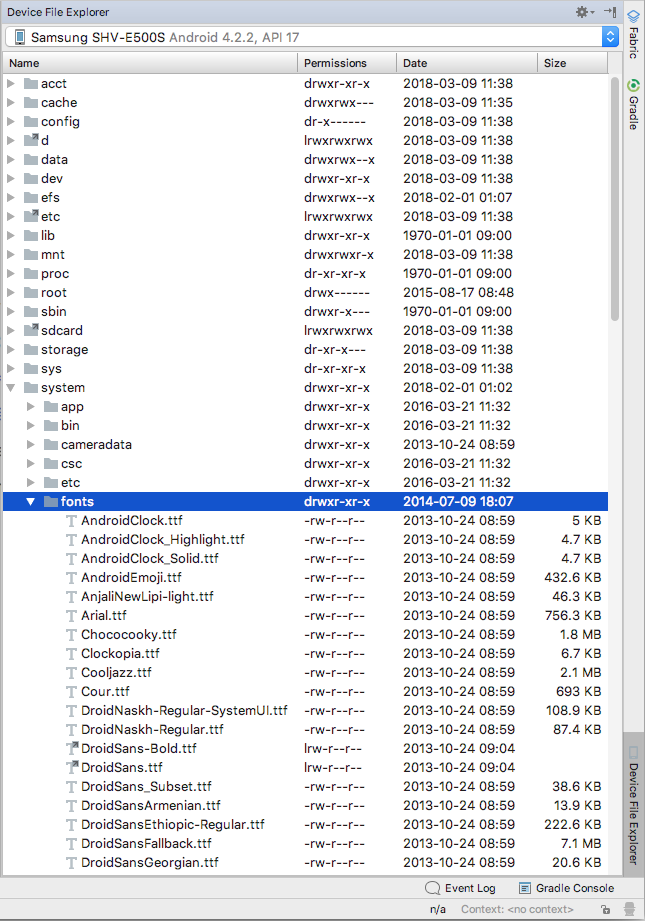 Device File Explorer
Samsung SHV-E500S Android 4.2.2, API 17
Name Permissions Date Size
acct drwxr-xr-x 2018-03-09 11:38
cache drwxrwx--- 2018-03-09 11:35
config dr-x------ 2018-03-09 11:38
d lrwxrwxrwx 2018-03-09 11:38
data drwxrwx--x 2018-03-09 11:38
dev drwxr-xr-x 2018-03-09 11:38
efs drwxrwx--x 2018-02-01 01:07
etc lrwxrwxrwx 2018-03-09 11:38
lib drwxr-xr-x 1970-01-01 09:00
mnt drwxrwxr-x 2018-03-09 11:38
proc dr-xr-xr-x 1970-01-01 09:00
root drwx------ 2015-08-17 08:48
sbin drwxr-x--- 1970-01-01 09:00
sdcard lrwxrwxrwx 2018-03-09 11:38
storage dr-xr-x--- 2018-03-09 11:38
sys drwxr-xr-x 2018-03-09 11:38
system drwxr-xr-x 2018-02-01 01:02
app drwxr-xr-x 2016-03-21 11:32
bin drwxr-xr-x 2016-03-21 11:32
cameradata drwxr-xr-x 2013-10-24 08:59
csc drwxr-xr-x 2016-03-21 11:32
etc drwxr-xr-x 2016-03-21 11:32
fonts drwxr-xr-x 2014-07-09 18:07
AndroidClock.ttf -rw-r--r-- 2013-10-24 08:59 5 KB
AndroidClock_Highlight.ttf -rw-r--r-- 2013-10-24 08:59 4.7 KB
AndroidClock_Solid.ttf -rw-r--r-- 2013-10-24 08:59 4.7 KB
AndroidEmoji.ttf -rw-r--r-- 2013-10-24 08:59 432.6 KB
AnjaliNewLipi-light.ttf -rw-r--r-- 2013-10-24 08:59 46.3 KB
Arial.ttf -rw-r--r-- 2013-10-24 08:59 756.3 KB
Chococooky.ttf -rw-r--r-- 2013-10-24 08:59 1.8 MB
Clockopia.ttf -rw-r--r-- 2013-10-24 08:59 6.7 KB
Cooljazz.ttf -rw-r--r-- 2013-10-24 08:59 2.1 MB
Cour.ttf -rw-r--r-- 2013-10-24 08:59 693 KB
DroidNaskh-Regular-SystemUI.ttf -rw-r--r-- 2013-10-24 08:59 108.9 KB
DroidNaskh-Regular.ttf -rw-r--r-- 2013-10-24 08:59 87.4 KB
DroidSans-Bold.ttf lrw-r--r-- 2013-10-24 09:04
DroidSans.ttf lrw-r--r-- 2013-10-24 09:04
DroidSans_Subset.ttf -rw-r--r-- 2013-10-24 08:59 38.6 KB
DroidSansArmenian.ttf -rw-r--r-- 2013-10-24 08:59 13.9 KB
DroidSansEthiopic-Regular.ttf -rw-r--r-- 2013-10-24 08:59 222.6 KB
DroidSansFallback.ttf -rw-r--r-- 2013-10-24 08:59 7.1 MB
DroidSansGeorgian.ttf -rw-r--r-- 2013-10-24 08:59 20.6 KB
Fabric
Gradle
Device File Explorer
Event Log Gradle Console
n/a Context: <no context>